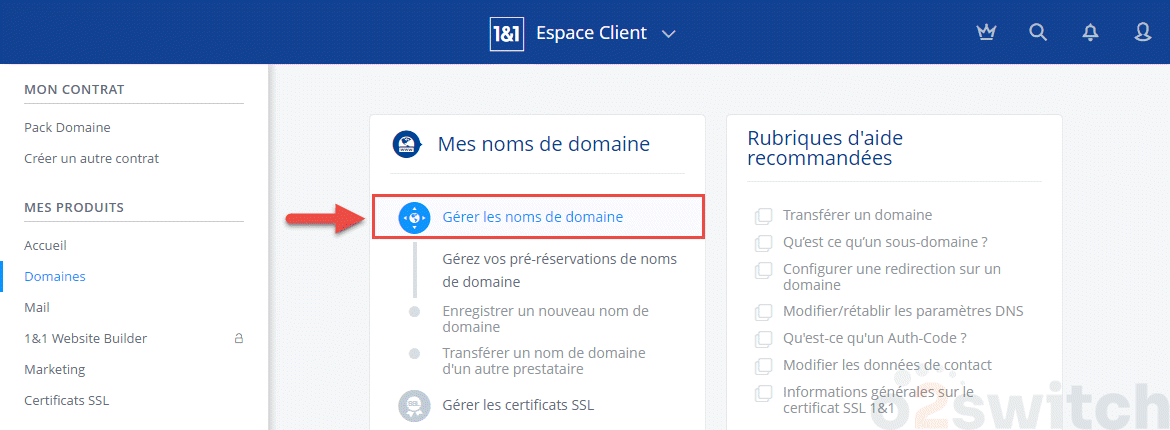 1&1 Espace Client
MON CONTRAT
Pack Domaine
Créer un autre contrat
MES PRODUITS
Accueil
Domaines
Mail
1&1 Website Builder
Marketing
Certificats SSL
www
Mes noms de domaine
Gérer les noms de domaine
Gérez vos pré-réservations de noms
de domaine
Enregistrer un nouveau nom de
domaine
Transférer un nom de domaine
d'un autre prestataire
SSL
Gérer les certificats SSL
Rubriques d'aide
recommandées
Transférer un domaine
Qu’est ce qu’un sous-domaine ?
Configurer une redirection sur un
domaine
Modifier/rétablir les paramètres DNS
Qu'est-ce qu'un Auth-Code ?
Modifier les données de contact
Informations générales sur le
certificat SSL 1&1
o2switch